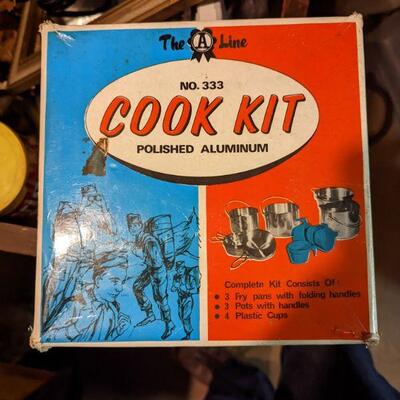 The A Line
NO. 333
COOK KIT
POLISHED ALUMINUM
Complete Kit Consists Of:
• 3 Fry pans with folding handles
• 3 Pots with handles
• 4 Plastic Cups